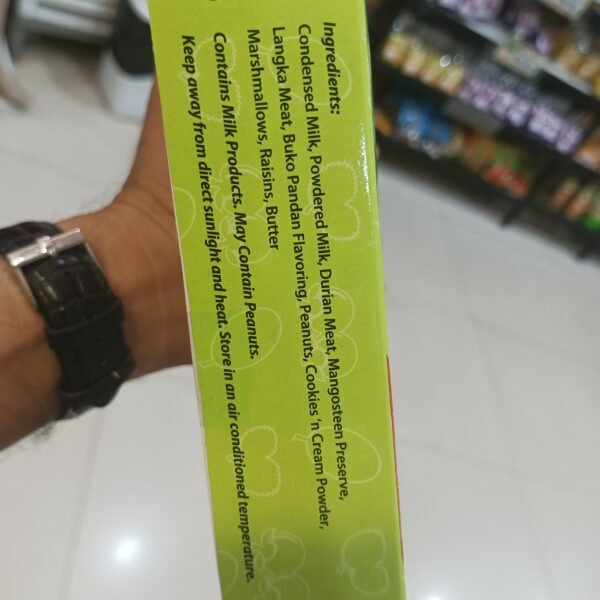 Ingredients:
Condensed Milk, Powdered Milk, Durian Meat, Mangosteen Preserve,
Langka Meat, Buko Pandan Flavoring, Peanuts, Cookies 'n Cream Powder,
Marshmallows, Raisins, Butter
Contains Milk Products. May Contain Peanuts.
Keep away from direct sunlight and heat. Store in an air conditioned temperature.